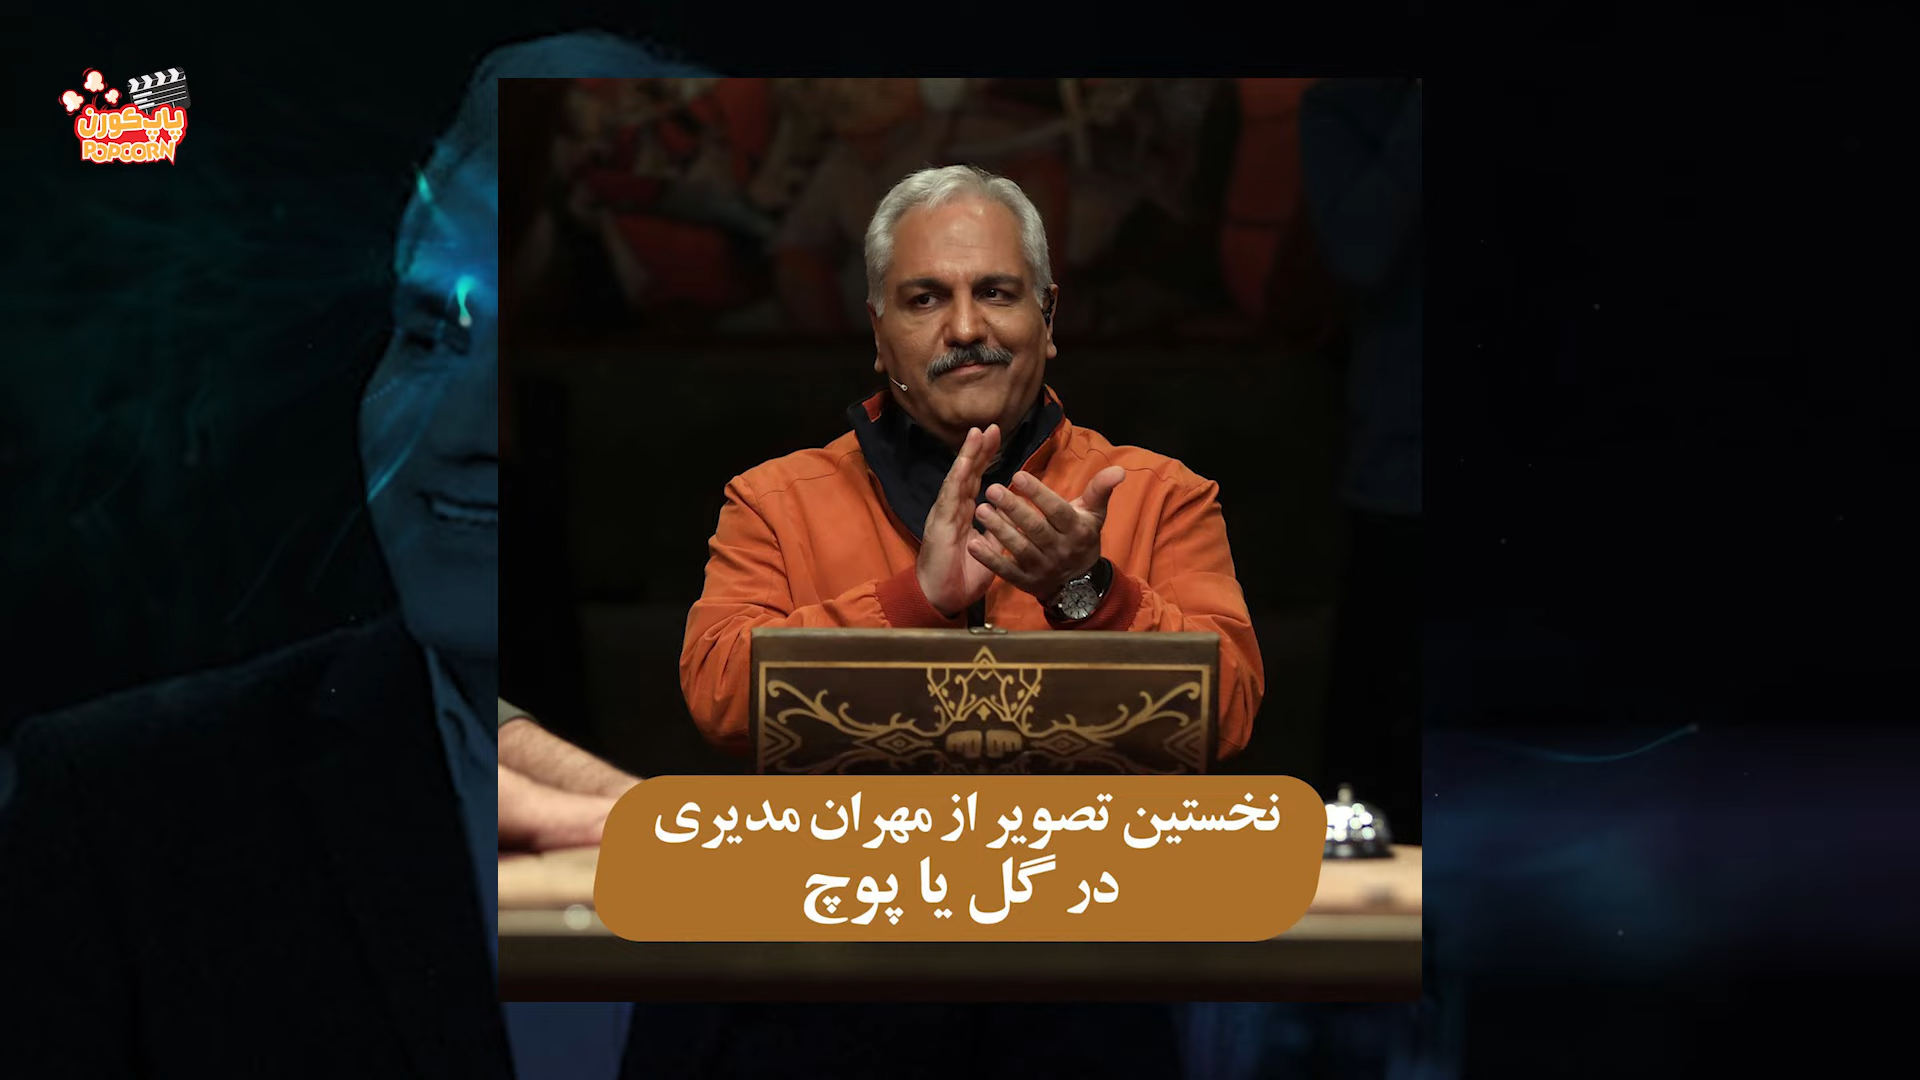 پاپ‌کورن
POPCORN
نخستین تصویر از مهران مدیری
در گل یا پوچ